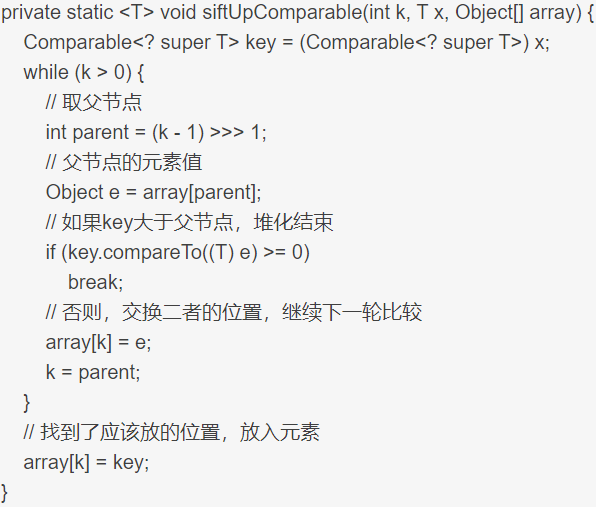 private static <T> void siftUpComparable(int k, T x, Object[] array) {
    Comparable<? super T> key = (Comparable<? super T>) x;
    while (k > 0) {
        // 取父节点
        int parent = (k - 1) >>> 1;
        // 父节点的元素值
        Object e = array[parent];
        // 如果key大于父节点，堆化结束
        if (key.compareTo((T) e) >= 0)
            break;
        // 否则，交换二者的位置，继续下一轮比较
        array[k] = e;
        k = parent;
    }
    // 找到了应该放的位置，放入元素
    array[k] = key;
}